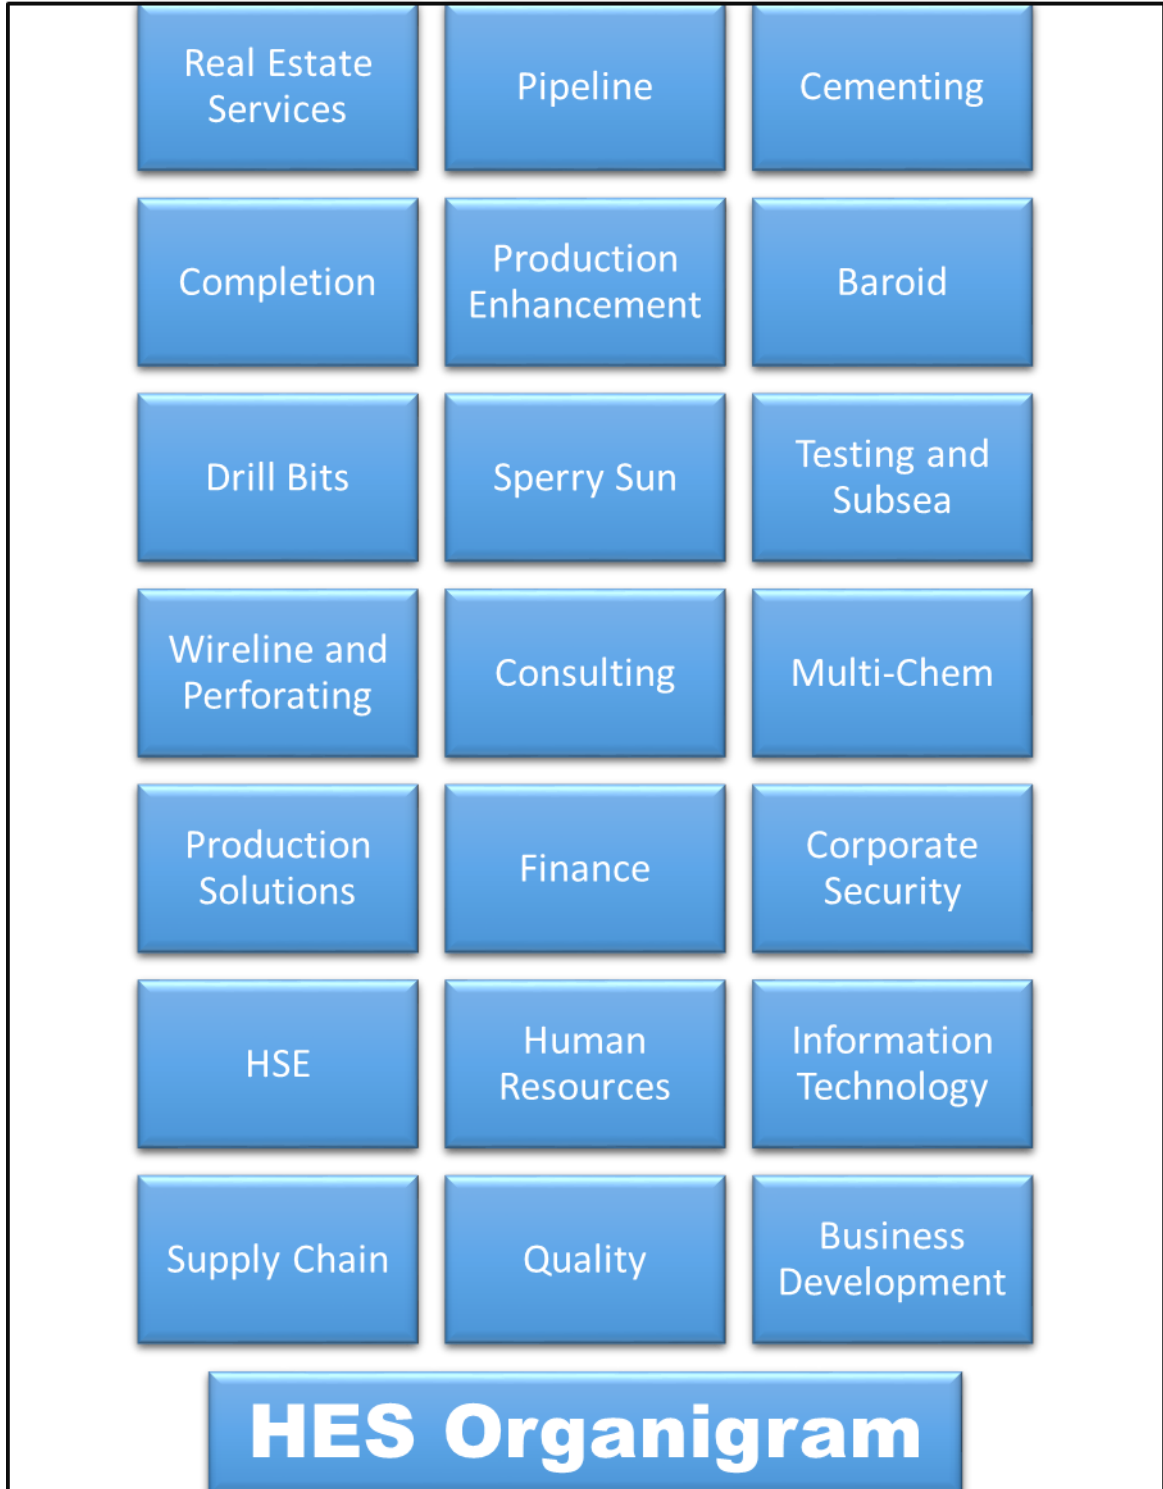 Real Estate
Services
Pipeline
Cementing
Completion
Production
Enhancement
Baroid
Drill Bits
Sperry Sun
Testing and
Subsea
Wireline and
Perforating
Consulting
Multi-Chem
Production
Solutions
Finance
Corporate
Security
HSE
Human
Resources
Information
Technology
Supply Chain
Quality
Business
Development
HES Organigram